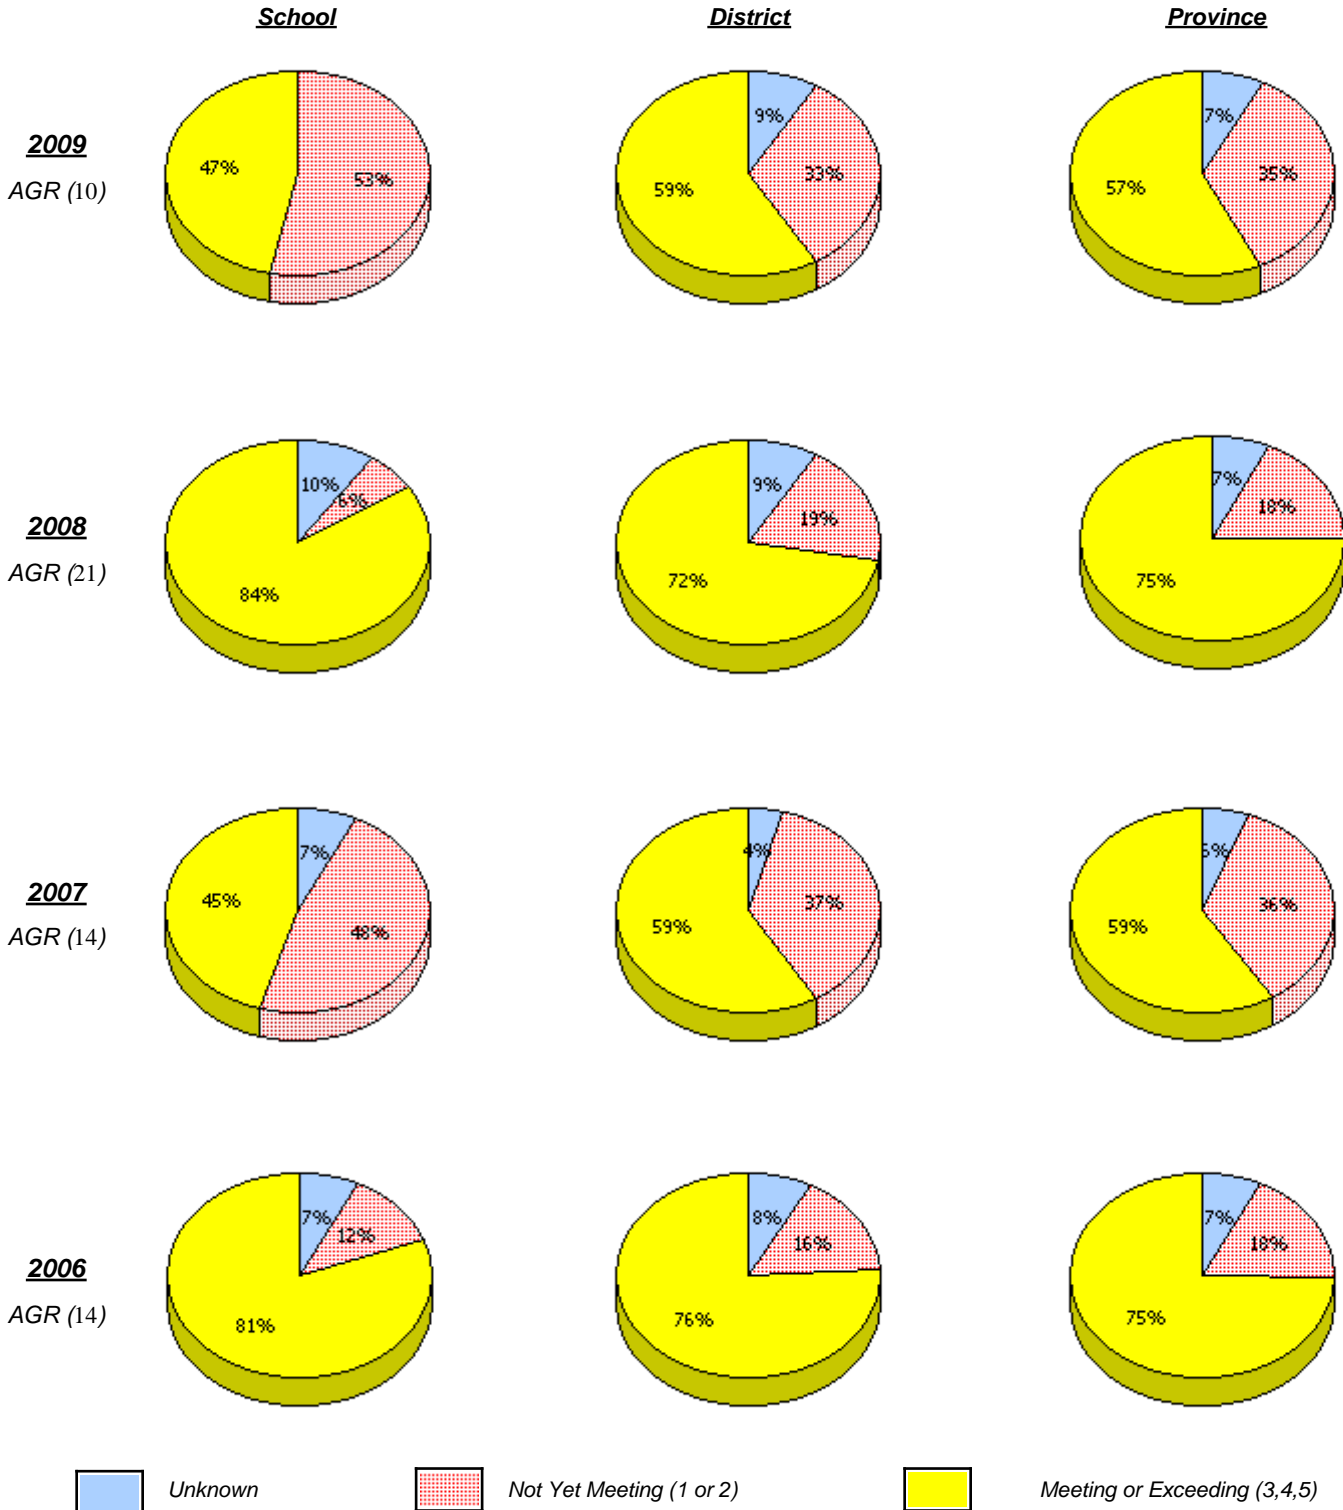 School District Province
2009
AGR (10)
47% 53%
9% 33% 59%
7% 35% 57%
2008
AGR (21)
10% 6% 84%
9% 19% 72%
7% 18% 75%
2007
AGR (14)
7% 48% 45%
4% 37% 59%
5% 36% 59%
2006
AGR (14)
7% 12% 81%
8% 16% 76%
7% 18% 75%
Unknown Not Yet Meeting (1 or 2) Meeting or Exceeding (3,4,5)